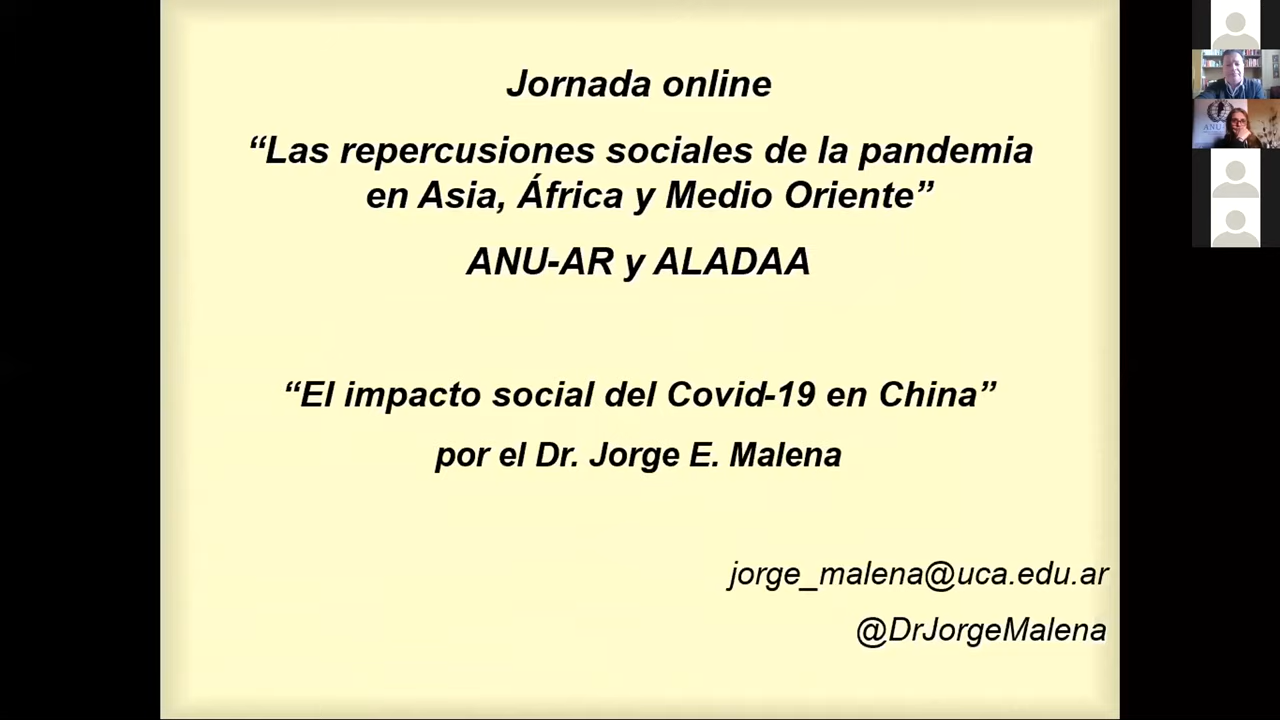 Jornada online
“Las repercusiones sociales de la pandemia
en Asia, África y Medio Oriente”
ANU-AR y ALADAA
“El impacto social del Covid-19 en China”
por el Dr. Jorge E. Malena
jorge_malena@uca.edu.ar
@DrJorgeMalena